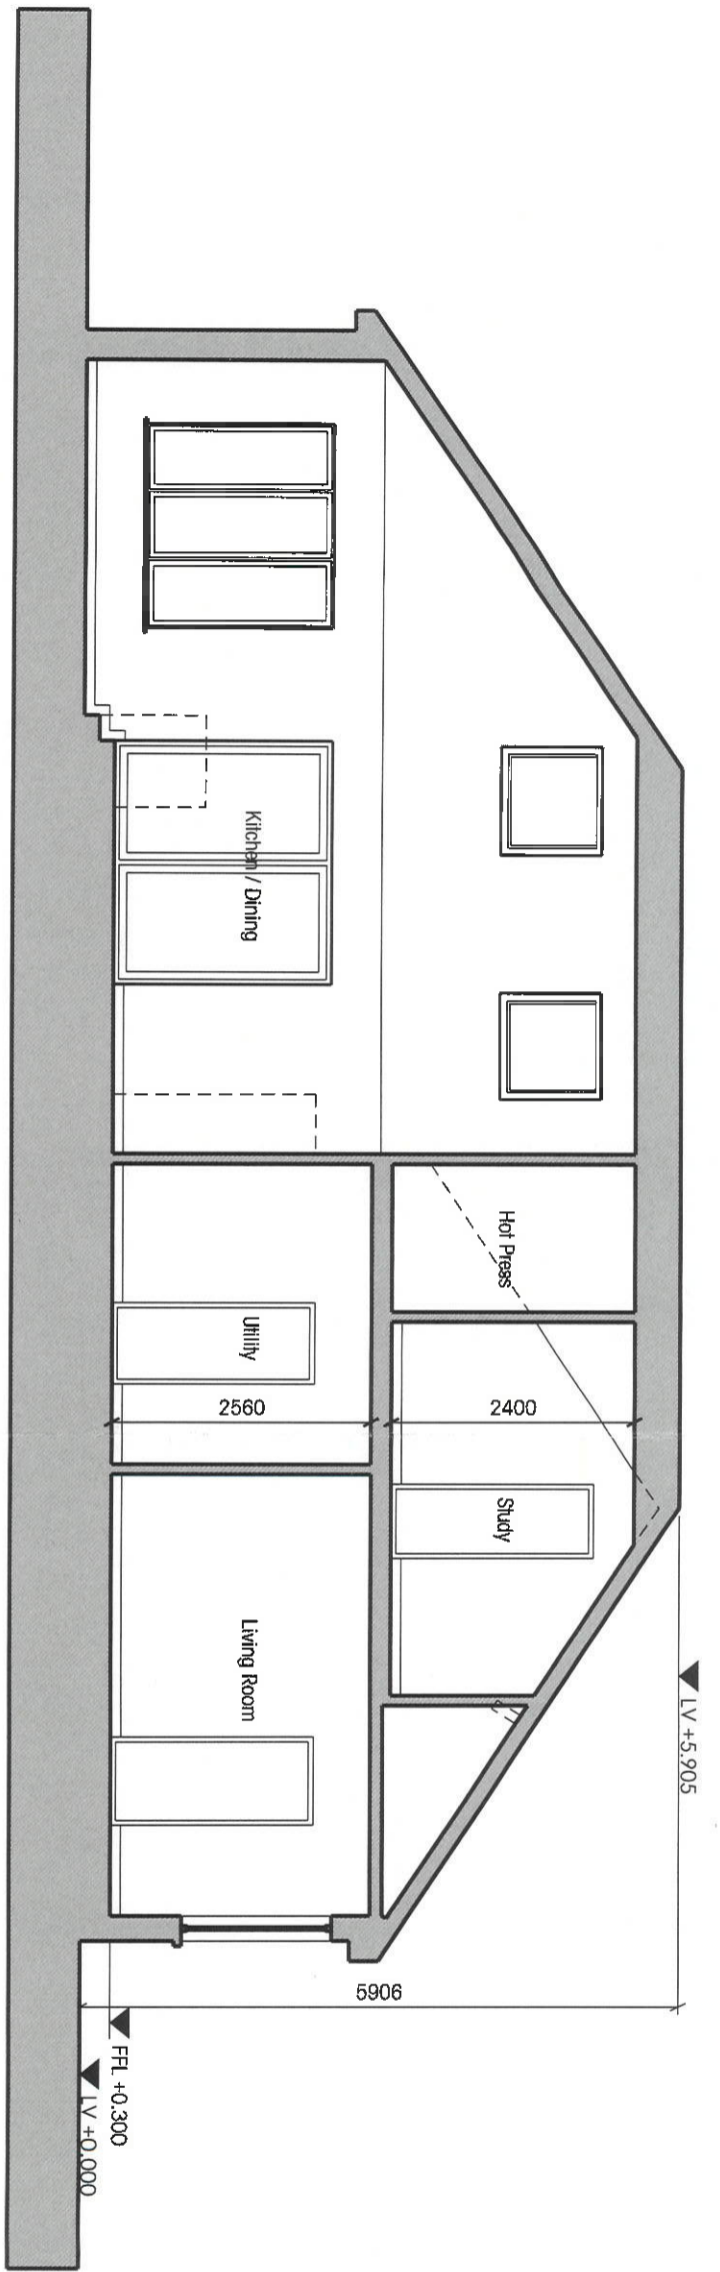 LV +5.905
Hot Press
Study
2400
5906
Kitchen / Dining
Utility
2560
Living Room
FFL +0.300
LV +0.000